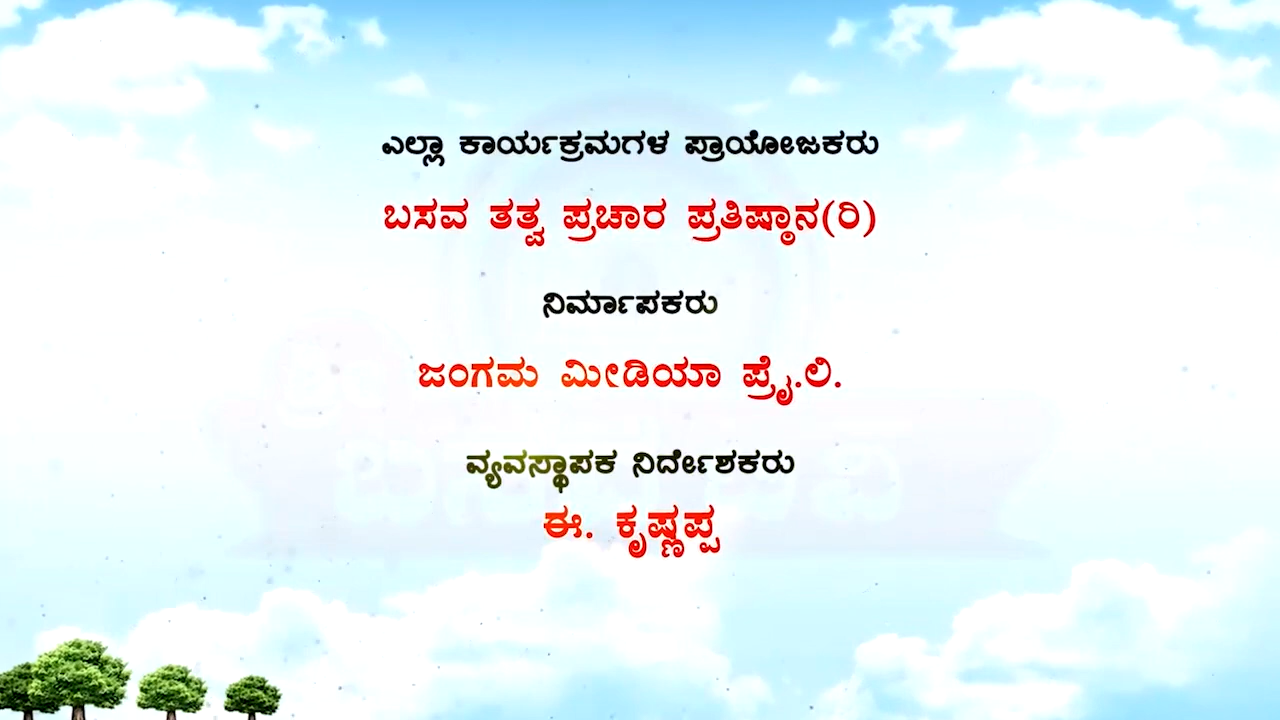 ಎಲ್ಲಾ ಕಾರ್ಯಕ್ರಮಗಳ ಪ್ರಾಯೋಜಕರು
ಬಸವ ತತ್ವ ಪ್ರಚಾರ ಪ್ರತಿಷ್ಠಾನ(ರಿ)
ನಿರ್ಮಾಪಕರು
ಜಂಗಮ ಮೀಡಿಯಾ ಪ್ರೈ.ಲಿ.
ವ್ಯವಸ್ಥಾಪಕ ನಿರ್ದೇಶಕರು
ಈ. ಕೃಷ್ಣಪ್ಪ